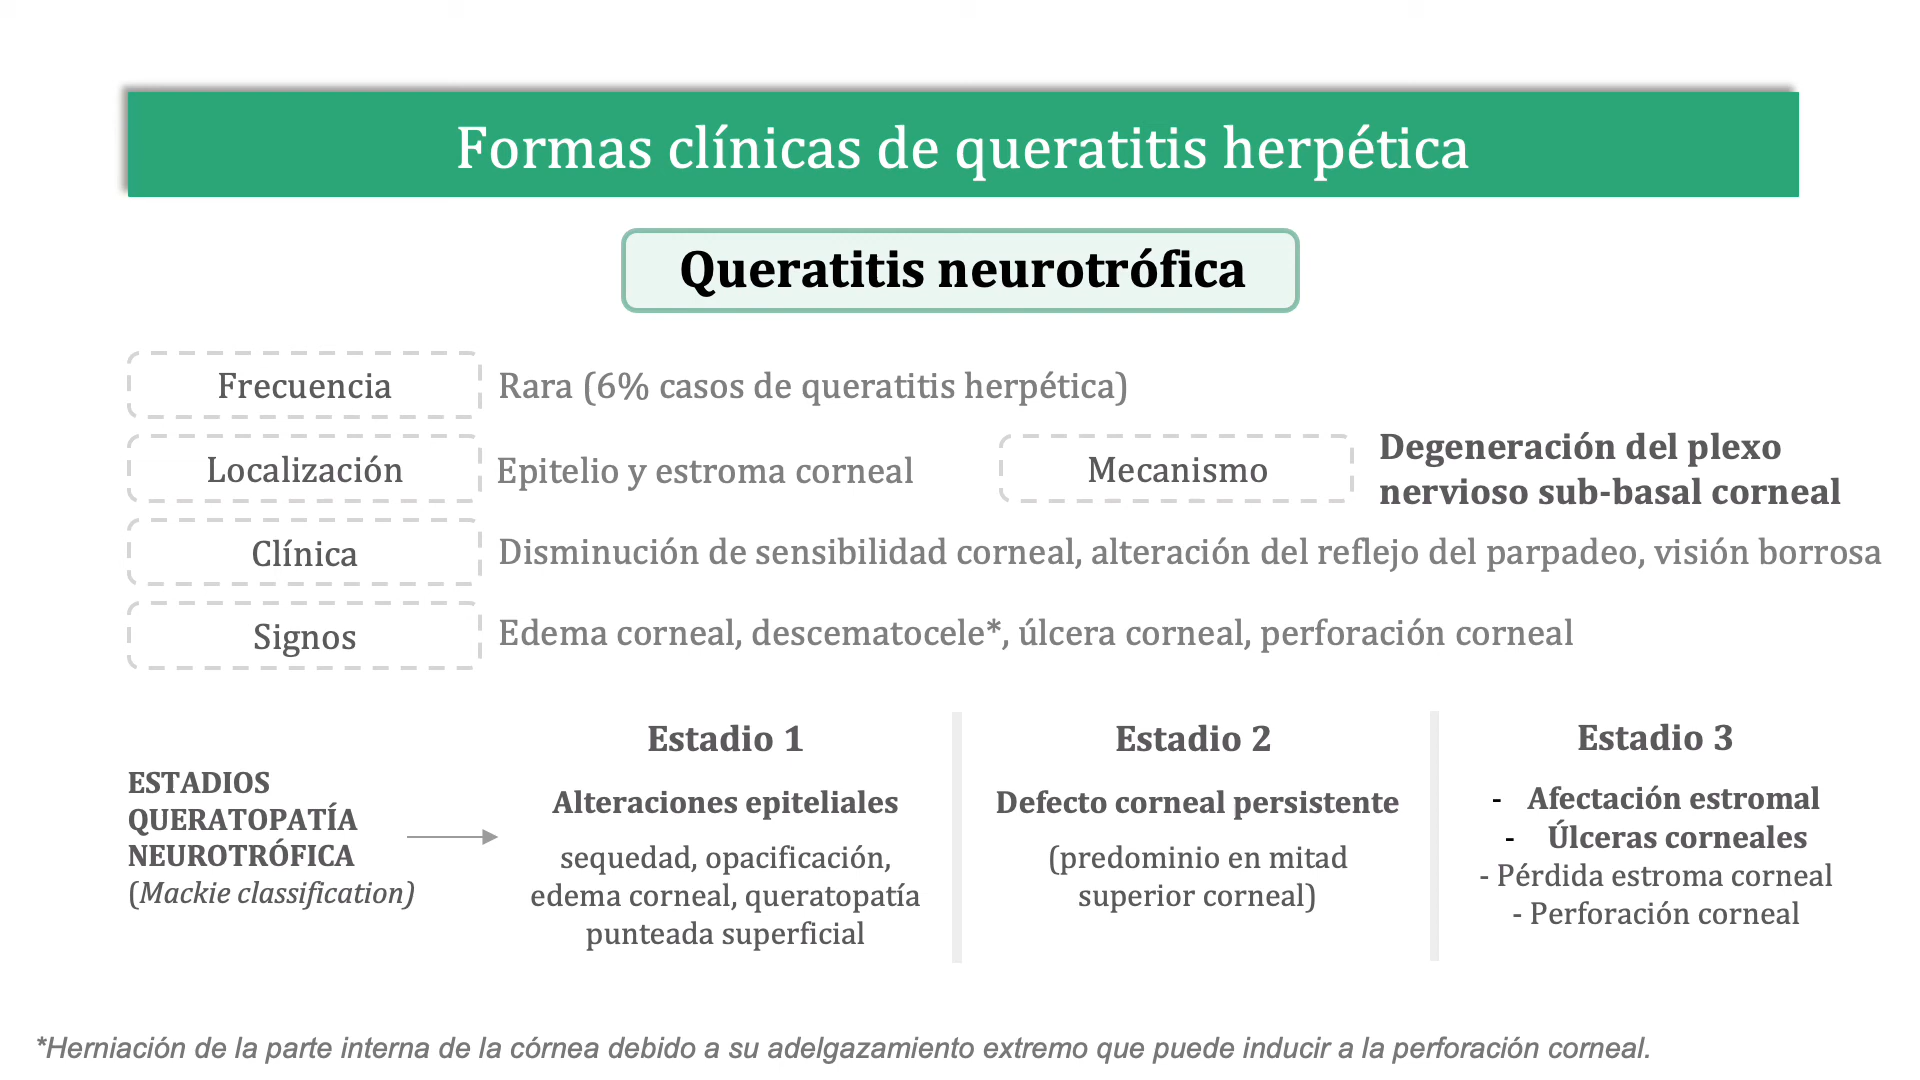 Formas clínicas de queratitis herpética
Queratitis neurotrófica
Frecuencia
Rara (6% casos de queratitis herpética)
Localización
Epitelio y estroma corneal
Mecanismo
Degeneración del plexo
nervioso sub-basal corneal
Clínica
Disminución de sensibilidad corneal, alteración del reflejo del parpadeo, visión borrosa
Signos
Edema corneal, descematocele*, úlcera corneal, perforación corneal
ESTADIOS
QUERATOPATÍA
NEUROTRÓFICA
(Mackie classification)
Estadio 1
Alteraciones epiteliales
sequedad, opacificación,
edema corneal, queratopatía
punteada superficial
Estadio 2
Defecto corneal persistente
(predominio en mitad
superior corneal)
Estadio 3
- Afectación estromal
- Úlceras corneales
- Pérdida estroma corneal
- Perforación corneal
*Herniación de la parte interna de la córnea debido a su adelgazamiento extremo que puede inducir a la perforación corneal.